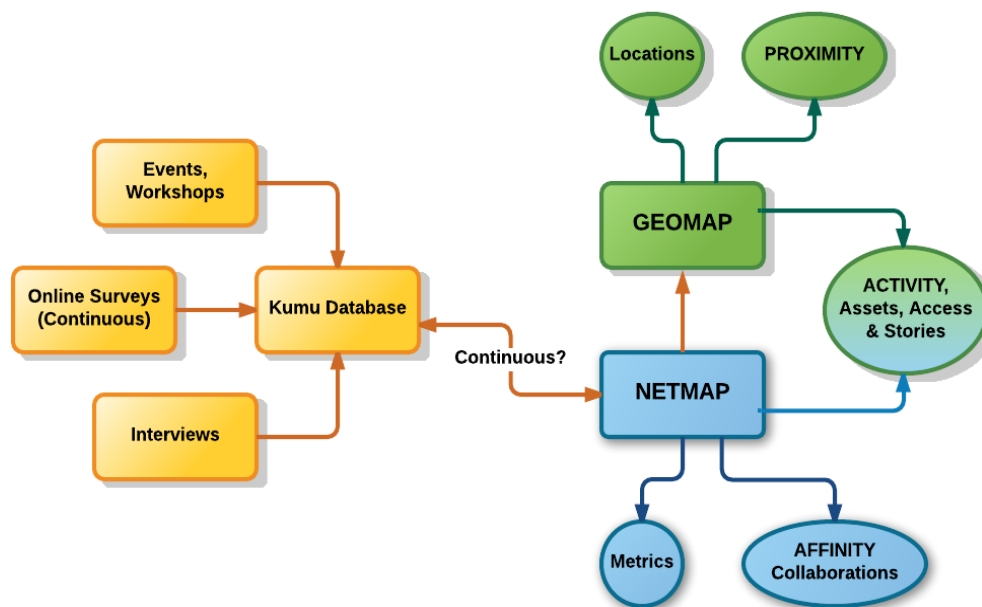 Locations
PROXIMITY
Events,
Workshops
GEOMAP
Online Surveys
(Continuous)
Kumu Database
ACTIVITY,
Assets, Access
& Stories
Continuous?
NETMAP
Interviews
Metrics
AFFINITY
Collaborations